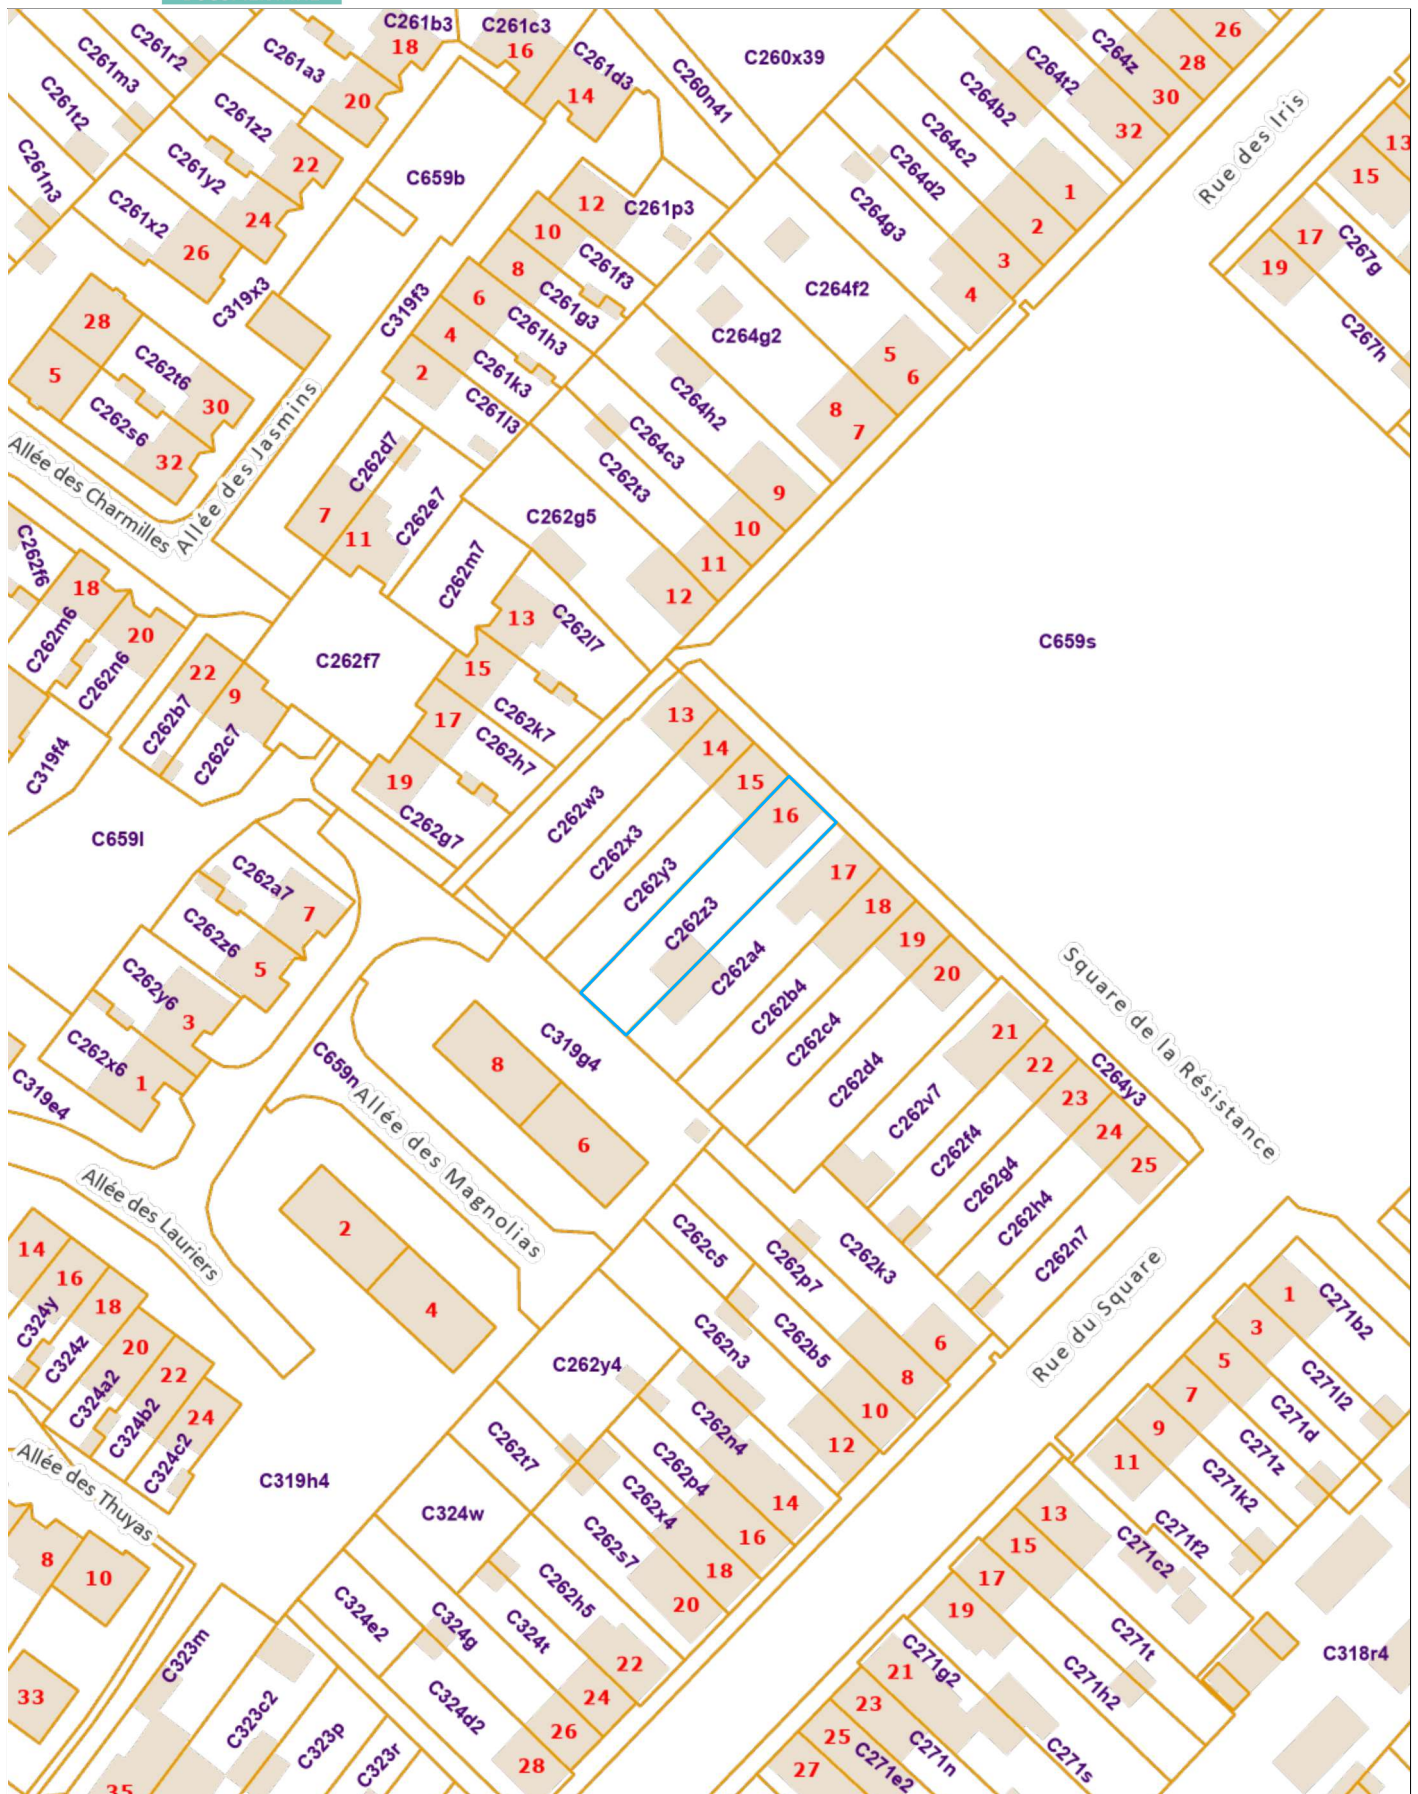 C261b3
C261c3
26
C261r2
18
16
C264z
C261a3
C261d3
C260x39
28
C261m3
C264t2
20
14
C260n41
C264b2
30
C261t2
C261z2
32
Rue des Iris
13
C264c2
22
C261n3
C261y2
C659b
C264d2
15
1
12
C261p3
C264g3
2
C261x2
24
10
17
C267g
26
8
C261f3
3
19
C319x3
C319f3
6
C261g3
C264f2
4
28
4
C261h3
C264g2
C267h
5
C262t6
2
C261k3
5
6
30
C261l3
C264h2
8
7
C262s6
32
C262d7
C264c3
Allée des Charmilles
Allée des Jasmins
C262t3
9
7
11
C262e7
C262g5
10
C262f6
C262m7
11
18
12
C262m6
20
13
C262l7
C659s
C262n6
22
9
C262f7
15
C262b7
C262c7
17
C262k7
13
C262h7
14
C319f4
19
15
C262g7
C262w3
16
C659l
C262x3
C262a7
C262y3
17
7
C262z3
18
C262z6
19
5
C262a4
20
C262y6
C262b4
3
C262c4
21
Square de la Résistance
C262x6
C319g4
1
C659n
8
C262d4
22
C264y3
C319e4
Allée des Magnolias
6
C262v7
23
C262f4
24
C262g4
25
Allée des Lauriers
C262h4
14
2
C262c5
C262p7
C262k3
C262n7
16
4
Rue du Square
1
C271b2
C324y
18
C262n3
C262b5
6
3
C324z
20
C262y4
8
5
C271l2
22
7
C324a2
24
C262n4
10
C271d
C324b2
12
9
C271z
C324c2
C262t7
C262p4
11
C271k2
Allée des Thuyas
C319h4
C324w
C262x4
14
13
C271f2
16
C262s7
15
C271c2
8
10
C262h5
18
17
20
19
C324e2
C324g
C324t
C271t
C323m
22
C271g2
C318r4
33
24
21
C271h2
C323c2
C324d2
23
26
C323p
25
C271n
C323r
28
27
C271e2
C271s
35